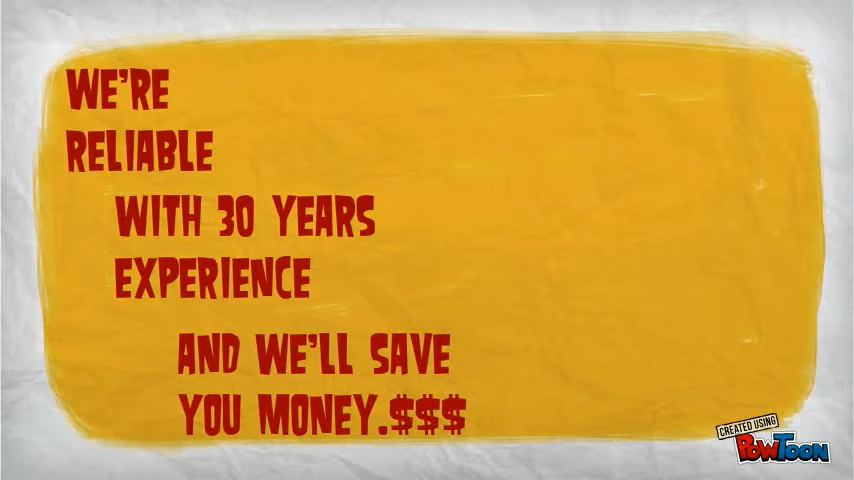 WE'RE
RELIABLE
WITH 30 YEARS
EXPERIENCE
AND WE'LL SAVE
YOU MONEY.$$$
CREATED USING
POWTOON